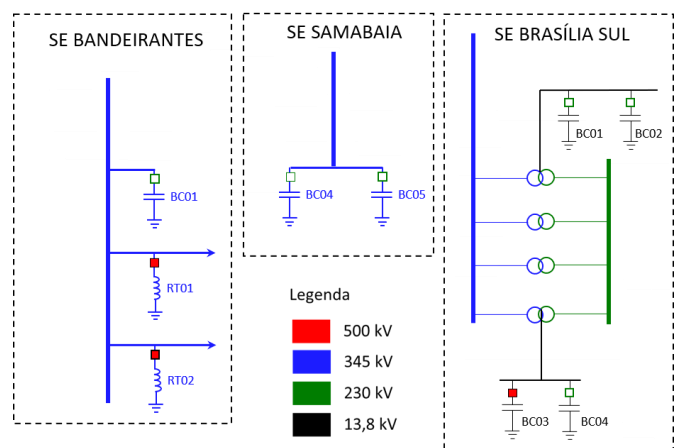 SE BANDEIRANTES
BC01
RT01
RT02
SE SAMABAIA
BC04
BC05
SE BRASÍLIA SUL
BC01
BC02
BC03
BC04
Legenda
500 kV
345 kV
230 kV
13,8 kV